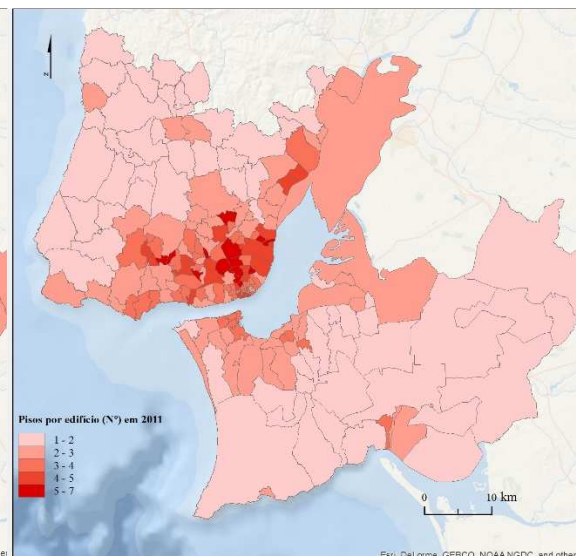 N
Pisos por edifício (Nº) em 2011
1 - 2
2 - 3
3 - 4
4 - 5
5 - 7
0 10 km
Esri, DeLorme, GEBCO, NOAA NGDC, and other